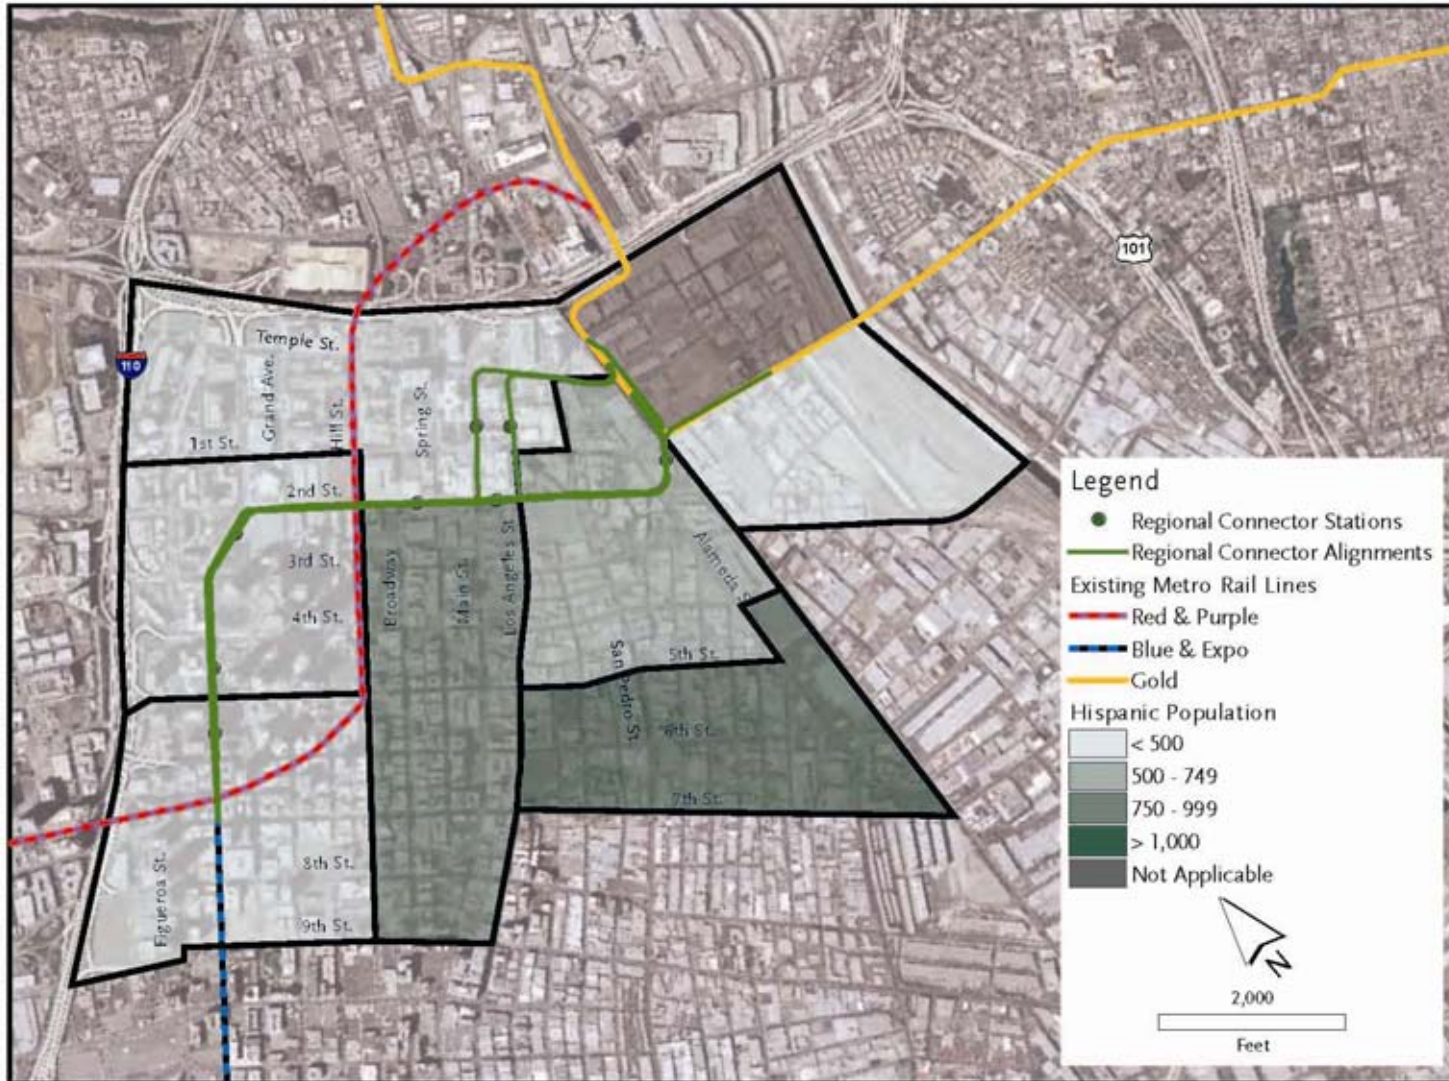 101
110
Temple St.
Grand Ave.
Hill St.
Spring St.
1st St.
2nd St.
3rd St.
4th St.
Broadway
Main St.
Los Angeles St.
Alameda S
San Pedro St.
5th St.
6th St.
7th St.
8th St.
9th St.
Figueroa St.
Legend
Regional Connector Stations
Regional Connector Alignments
Existing Metro Rail Lines
Red & Purple
Blue & Expo
Gold
Hispanic Population
< 500
500 - 749
750 - 999
> 1,000
Not Applicable
N
2,000
Feet